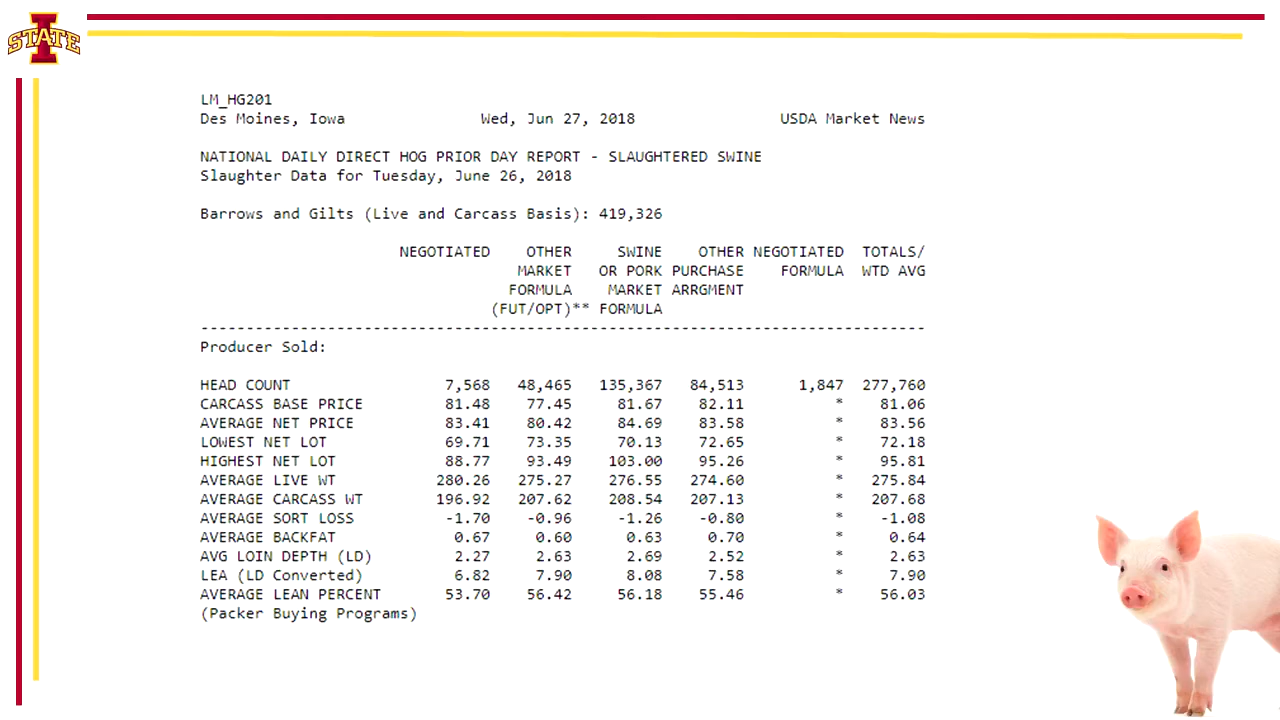 STATE
LM_HG201
Des Moines, Iowa Wed, Jun 27, 2018 USDA Market News
NATIONAL DAILY DIRECT HOG PRIOR DAY REPORT - SLAUGHTERED SWINE
Slaughter Data for Tuesday, June 26, 2018
Barrows and Gilts (Live and Carcass Basis): 419,326
NEGOTIATED OTHER SWINE OTHER NEGOTIATED TOTALS/
MARKET OR PORK PURCHASE FORMULA WTD AVG
FORMULA MARKET ARRGMENT
(FUT/OPT)** FORMULA
--------------------------------------------------------------------------------
Producer Sold:
HEAD COUNT 7,568 48,465 135,367 84,513 1,847 277,760
CARCASS BASE PRICE 81.48 77.45 81.67 82.11 * 81.06
AVERAGE NET PRICE 83.41 80.42 84.69 83.58 * 83.56
LOWEST NET LOT 69.71 73.35 70.13 72.65 * 72.18
HIGHEST NET LOT 88.77 93.49 103.00 95.26 * 95.81
AVERAGE LIVE WT 280.26 275.27 276.55 274.60 * 275.84
AVERAGE CARCASS WT 196.92 207.62 208.54 207.13 * 207.68
AVERAGE SORT LOSS -1.70 -0.96 -1.26 -0.80 * -1.08
AVERAGE BACKFAT 0.67 0.60 0.63 0.70 * 0.64
AVG LOIN DEPTH (LD) 2.27 2.63 2.69 2.52 * 2.63
LEA (LD Converted) 6.82 7.90 8.08 7.58 * 7.90
AVERAGE LEAN PERCENT 53.70 56.42 56.18 55.46 * 56.03
(Packer Buying Programs)